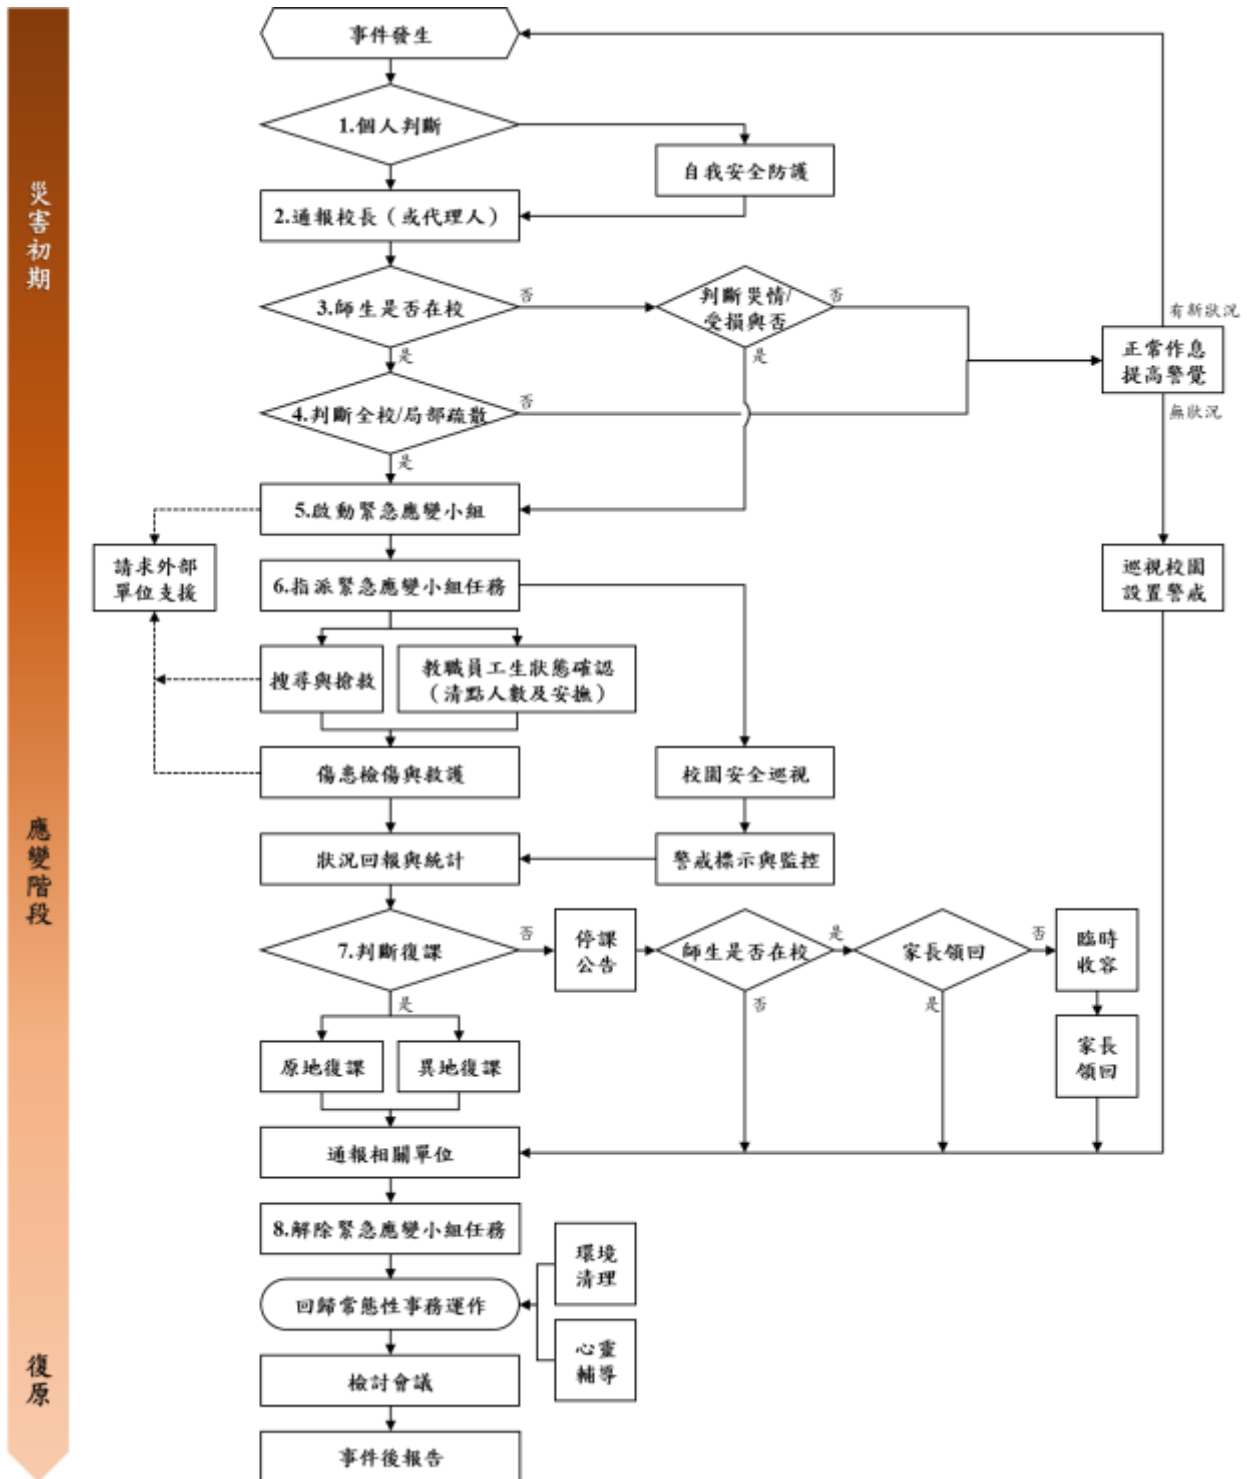 事件發生
1.個人判斷
自我安全防護
2.通報校長（或代理人）
3.師生是否在校
否
是
判斷災情/
受損與否
否
是
有新狀況
正常作息
提高警覺
無狀況
4.判斷全校/局部疏散
否
是
5.啟動緊急應變小組
請求外部
單位支援
6.指派緊急應變小組任務
巡視校園
設置警戒
搜尋與搶救
教職員工生狀態確認
（清點人數及安撫）
傷患檢傷與救護
校園安全巡視
狀況回報與統計
警戒標示與監控
7.判斷復課
否
是
停課
公告
師生是否在校
是
否
家長領回
否
是
臨時
收容
家長
領回
原地復課
異地復課
通報相關單位
8.解除緊急應變小組任務
環境
清理
回歸常態性事務運作
心靈
輔導
檢討會議
事件後報告
災害初期
應變階段
復原